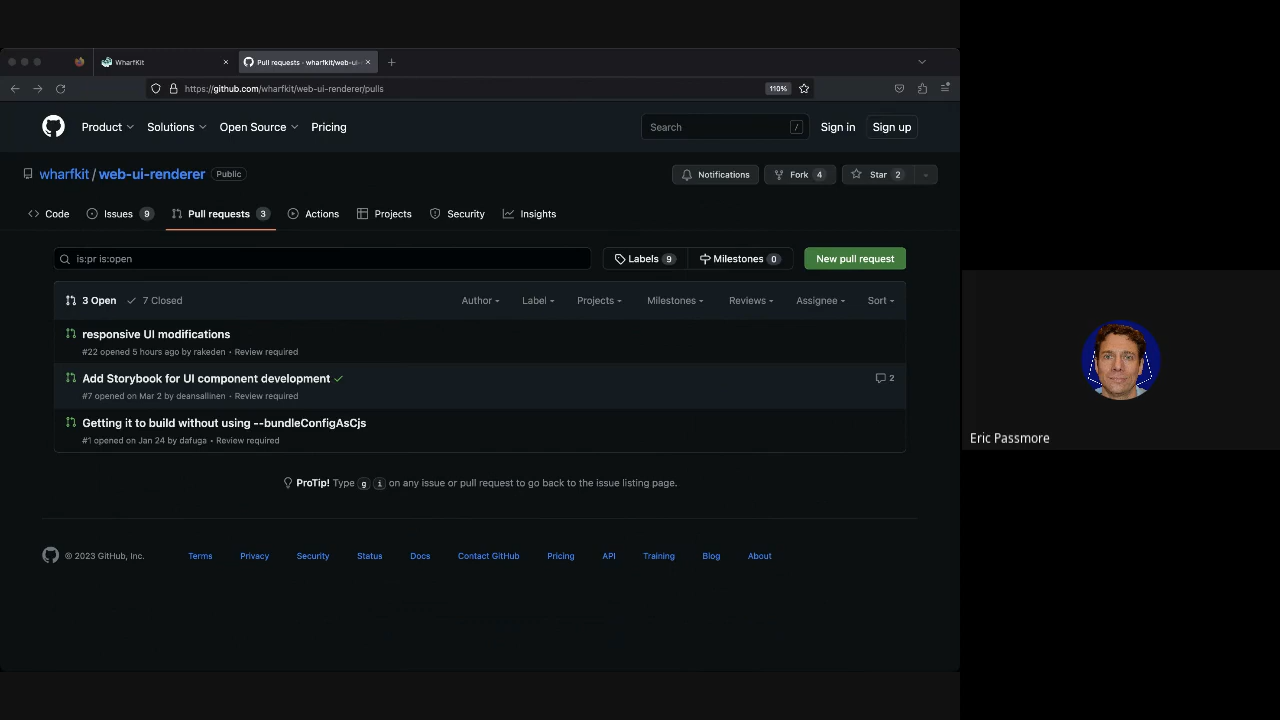 WharfKit
Pull requests · wharfkit/web-ui-
https://github.com/wharfkit/web-ui-renderer/pulls
110%
Product
Solutions
Open Source
Pricing
Search
/
Sign in
Sign up
wharfkit / web-ui-renderer
Public
Notifications
Fork 4
Star 2
Code
Issues 9
Pull requests 3
Actions
Projects
Security
Insights
is:pr is:open
Labels 9
Milestones 0
New pull request
3 Open
7 Closed
Author
Label
Projects
Milestones
Reviews
Assignee
Sort
responsive UI modifications
#22 opened 5 hours ago by rakeden • Review required
Add Storybook for UI component development
2
#7 opened on Mar 2 by deansallinen • Review required
Getting it to build without using --bundleConfigAsCjs
#1 opened on Jan 24 by dafuga • Review required
ProTip! Type g i on any issue or pull request to go back to the issue listing page.
© 2023 GitHub, Inc.
Terms
Privacy
Security
Status
Docs
Contact GitHub
Pricing
API
Training
Blog
About
Eric Passmore